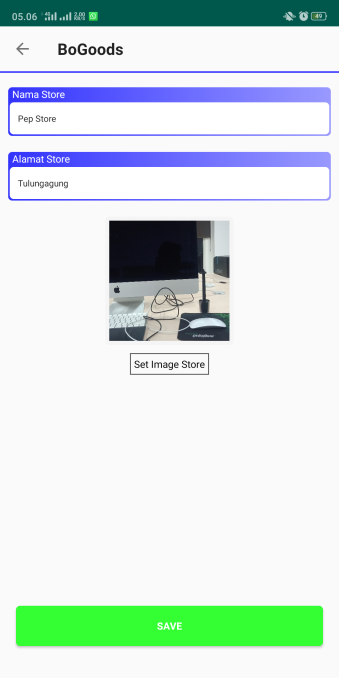 05.06
49
BoGoods
Nama Store
Pep Store
Alamat Store
Tulungagung
Set Image Store
SAVE